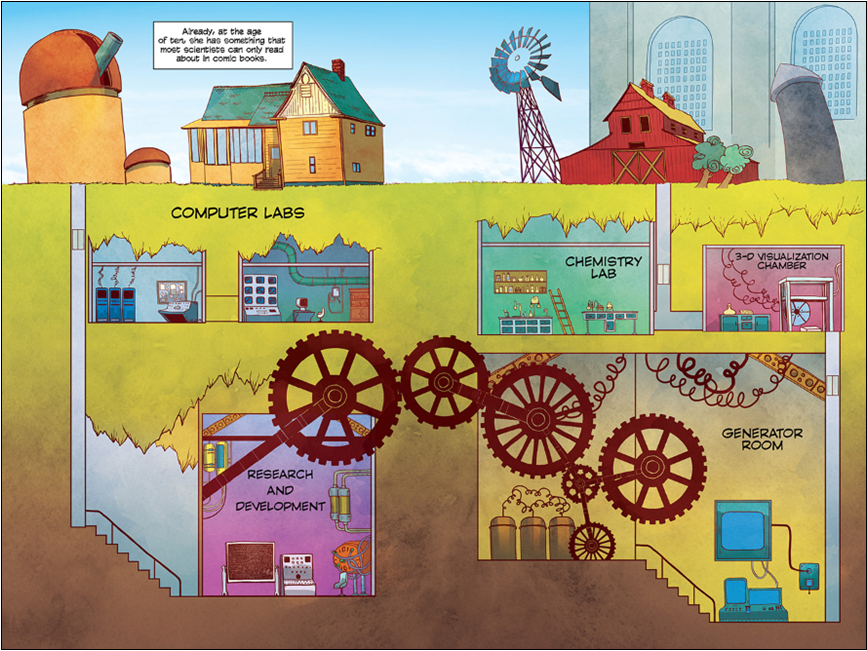 Already, at the age
of ten, she has something that
most scientists can only read
about in comic books.
COMPUTER LABS
CHEMISTRY
LAB
3-D VISUALIZATION
CHAMBER
GENERATOR
ROOM
RESEARCH
AND
DEVELOPMENT